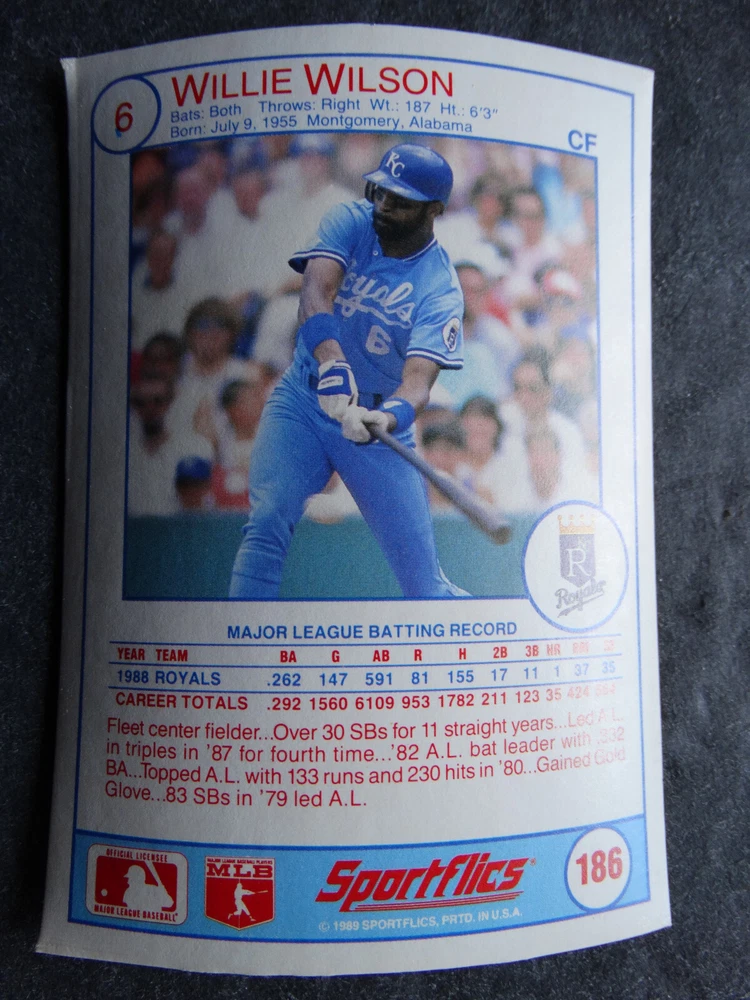 6
WILLIE WILSON
Bats: Both Throws: Right Wt.: 187 Ht.: 6'3"
Born: July 9, 1955 Montgomery, Alabama
CF
KC
Royals
6
R
Royals
MAJOR LEAGUE BATTING RECORD
YEAR TEAM BA G AB R H 2B 3B HR
1988 ROYALS .262 147 591 81 155 17 11 1 37 35
CAREER TOTALS .292 1560 6109 953 1782 211 123 35 424
Fleet center fielder...Over 30 SBs for 11 straight years...Led A.L.
in triples in '87 for fourth time...'82 A.L. bat leader with .332
BA...Topped A.L. with 133 runs and 230 hits in '80...Gained Gold
Glove...83 SBs in '79 led A.L.
OFFICIAL LICENSEE
MAJOR LEAGUE BASEBALL
MAJOR LEAGUE BASEBALL PLAYERS
MLB
Sportflics
© 1989 SPORTFLICS, PRTD. IN U.S.A.
186